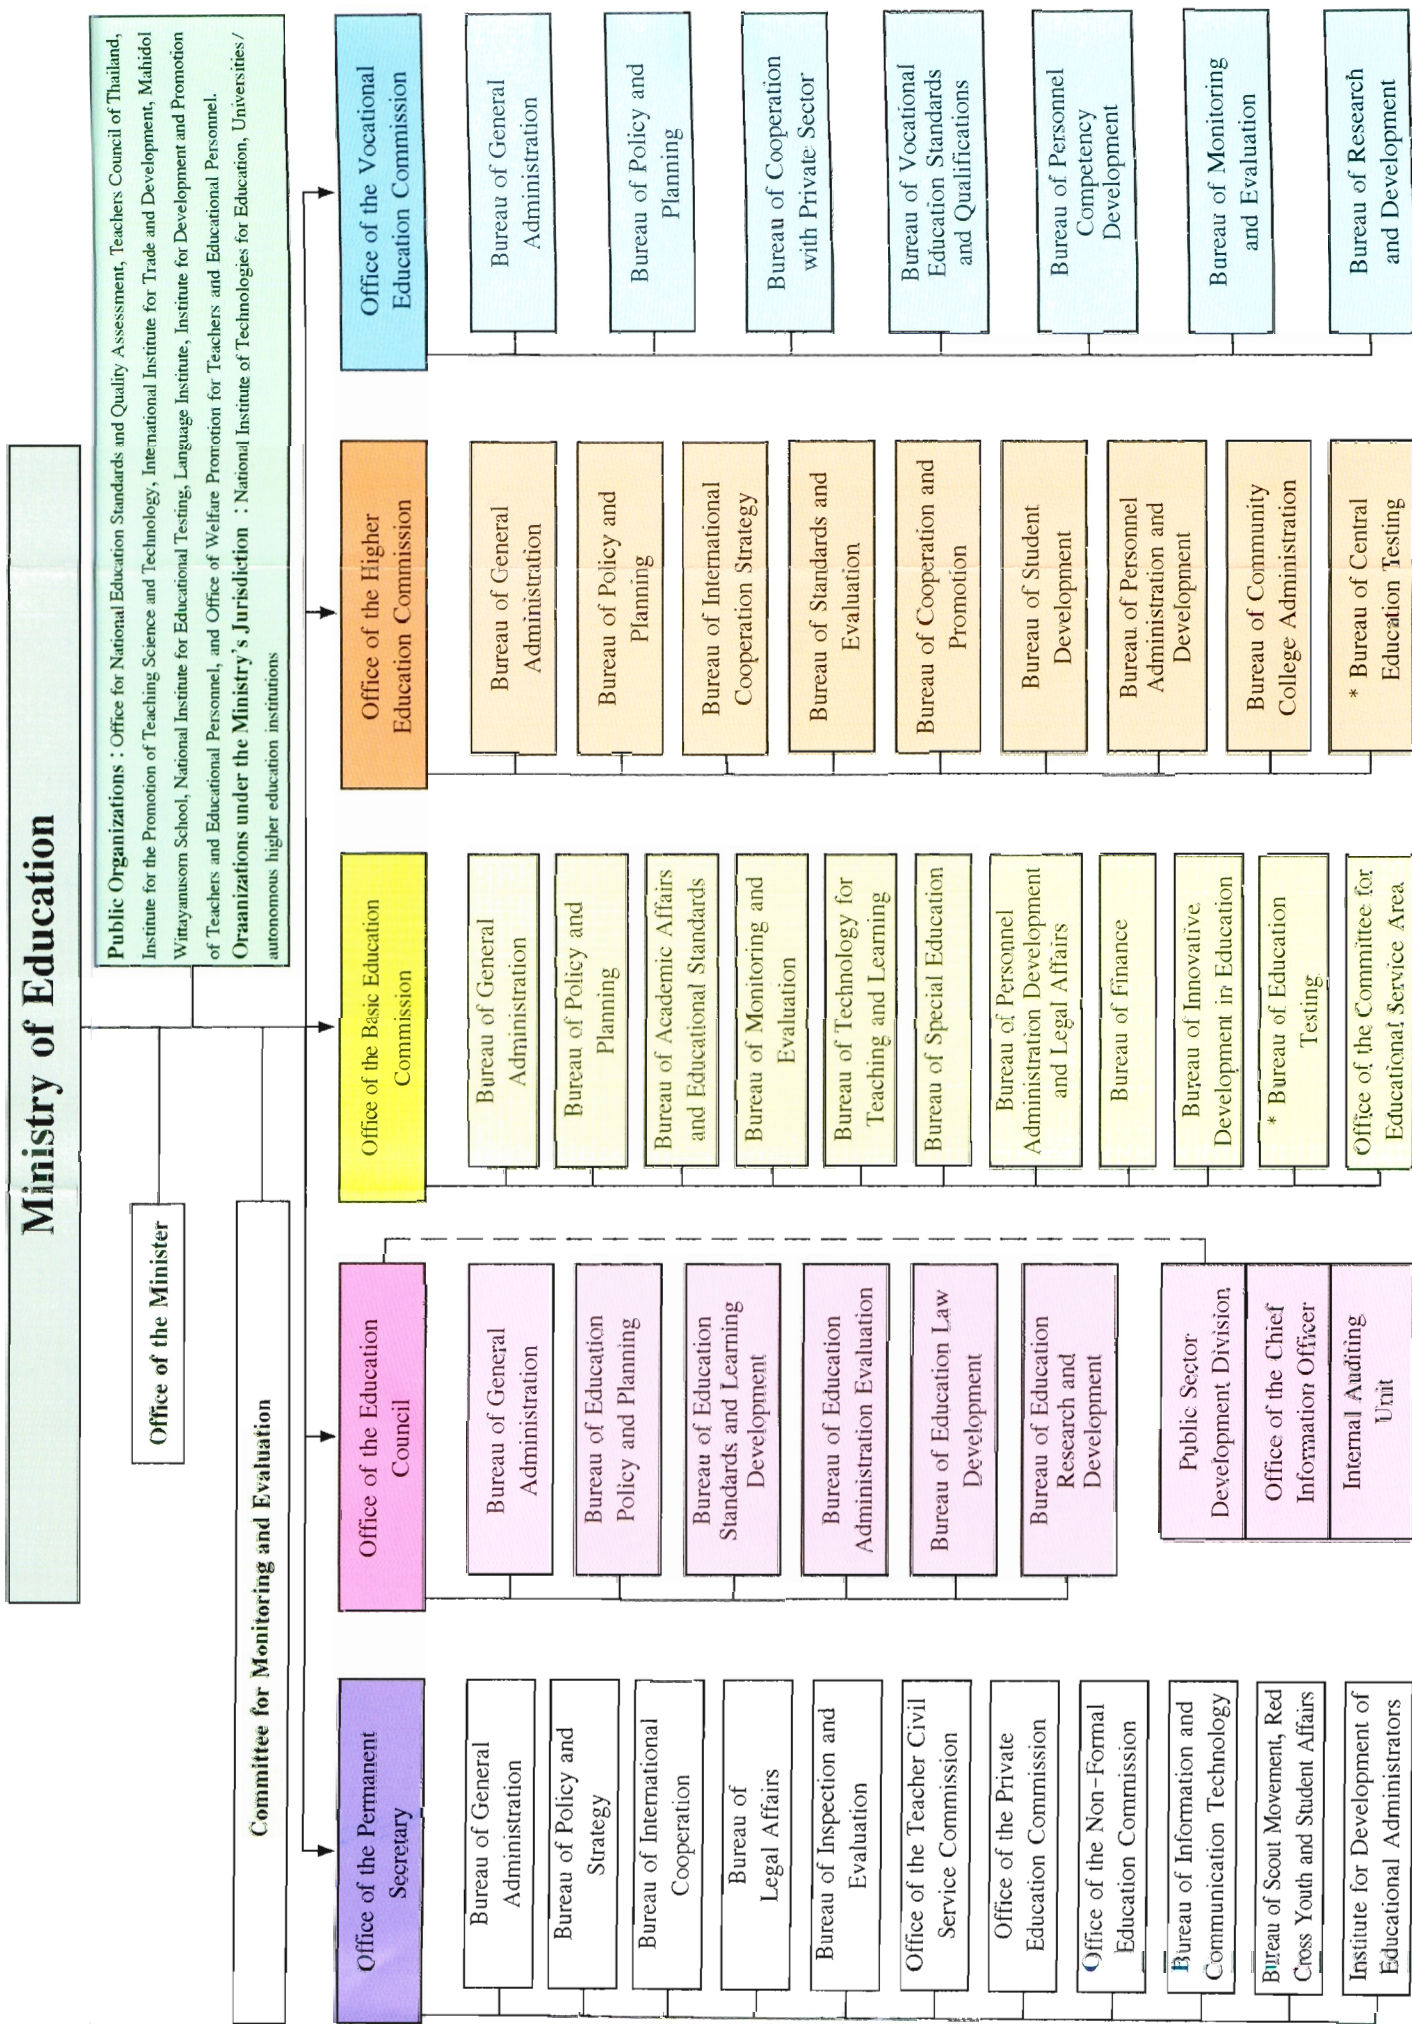 Ministry of Education
Public Organizations : Office for National Education Standards and Quality Assessment, Teachers Council of Thailand,
Institute for the Promotion of Teaching Science and Technology, International Institute for Trade and Development, Mahidol
Wittayanusorn School, National Institute for Educational Testing, Language Institute, Institute for Development and Promotion
of Teachers and Educational Personnel, and Office of Welfare Promotion for Teachers and Educational Personnel.
Oraanizations under the Ministry's Jurisdiction : National Institute of Technologies for Education, Universities/
autonomous higher education institutions
Office of the Minister
Committee for Monitoring and Evaluation
Office of the Permanent
Secretary
Bureau of General
Administration
Bureau of Policy and
Strategy
Bureau of International
Cooperation
Bureau of
Legal Affairs
Bureau of Inspection and
Evaluation
Office of the Teacher Civil
Service Commission
Office of the Private
Education Commission
Office of the Non-Formal
Education Commission
Bureau of Information and
Communication Technology
Bureau of Scout Movement, Red
Cross Youth and Student Affairs
Institute for Development of
Educational Administrators
Office of the Education
Council
Bureau of General
Administration
Bureau of Education
Policy and Planning
Bureau of Education
Standards and Learning
Development
Bureau of Education
Administration Evaluation
Bureau of Education Law
Development
Bureau of Education
Research and
Development
Public Sector
Development Division
Office of the Chief
Information Officer
Internal Auditing
Unit
Office of the Basic Education
Commission
Bureau of General
Administration
Bureau of Policy and
Planning
Bureau of Academic Affairs
and Educational Standards
Bureau of Monitoring and
Evaluation
Bureau of Technology for
Teaching and Learning
Bureau of Special Education
Bureau of Personnel
Administration Development
and Legal Affairs
Bureau of Finance
Bureau of Innovative
Development in Education
* Bureau of Education
Testing
Office of the Committee for
Educational Service Area
Office of the Higher
Education Commission
Bureau of General
Administration
Bureau of Policy and
Planning
Bureau of International
Cooperation Strategy
Bureau of Standards and
Evaluation
Bureau of Cooperation and
Promotion
Bureau of Student
Development
Bureau of Personnel
Administration and
Development
Bureau of Community
College Administration
* Bureau of Central
Education Testing
Office of the Vocational
Education Commission
Bureau of General
Administration
Bureau of Policy and
Planning
Bureau of Cooperation
with Private Sector
Bureau of Vocational
Education Standards
and Qualifications
Bureau of Personnel
Competency
Development
Bureau of Monitoring
and Evaluation
Bureau of Research
and Development